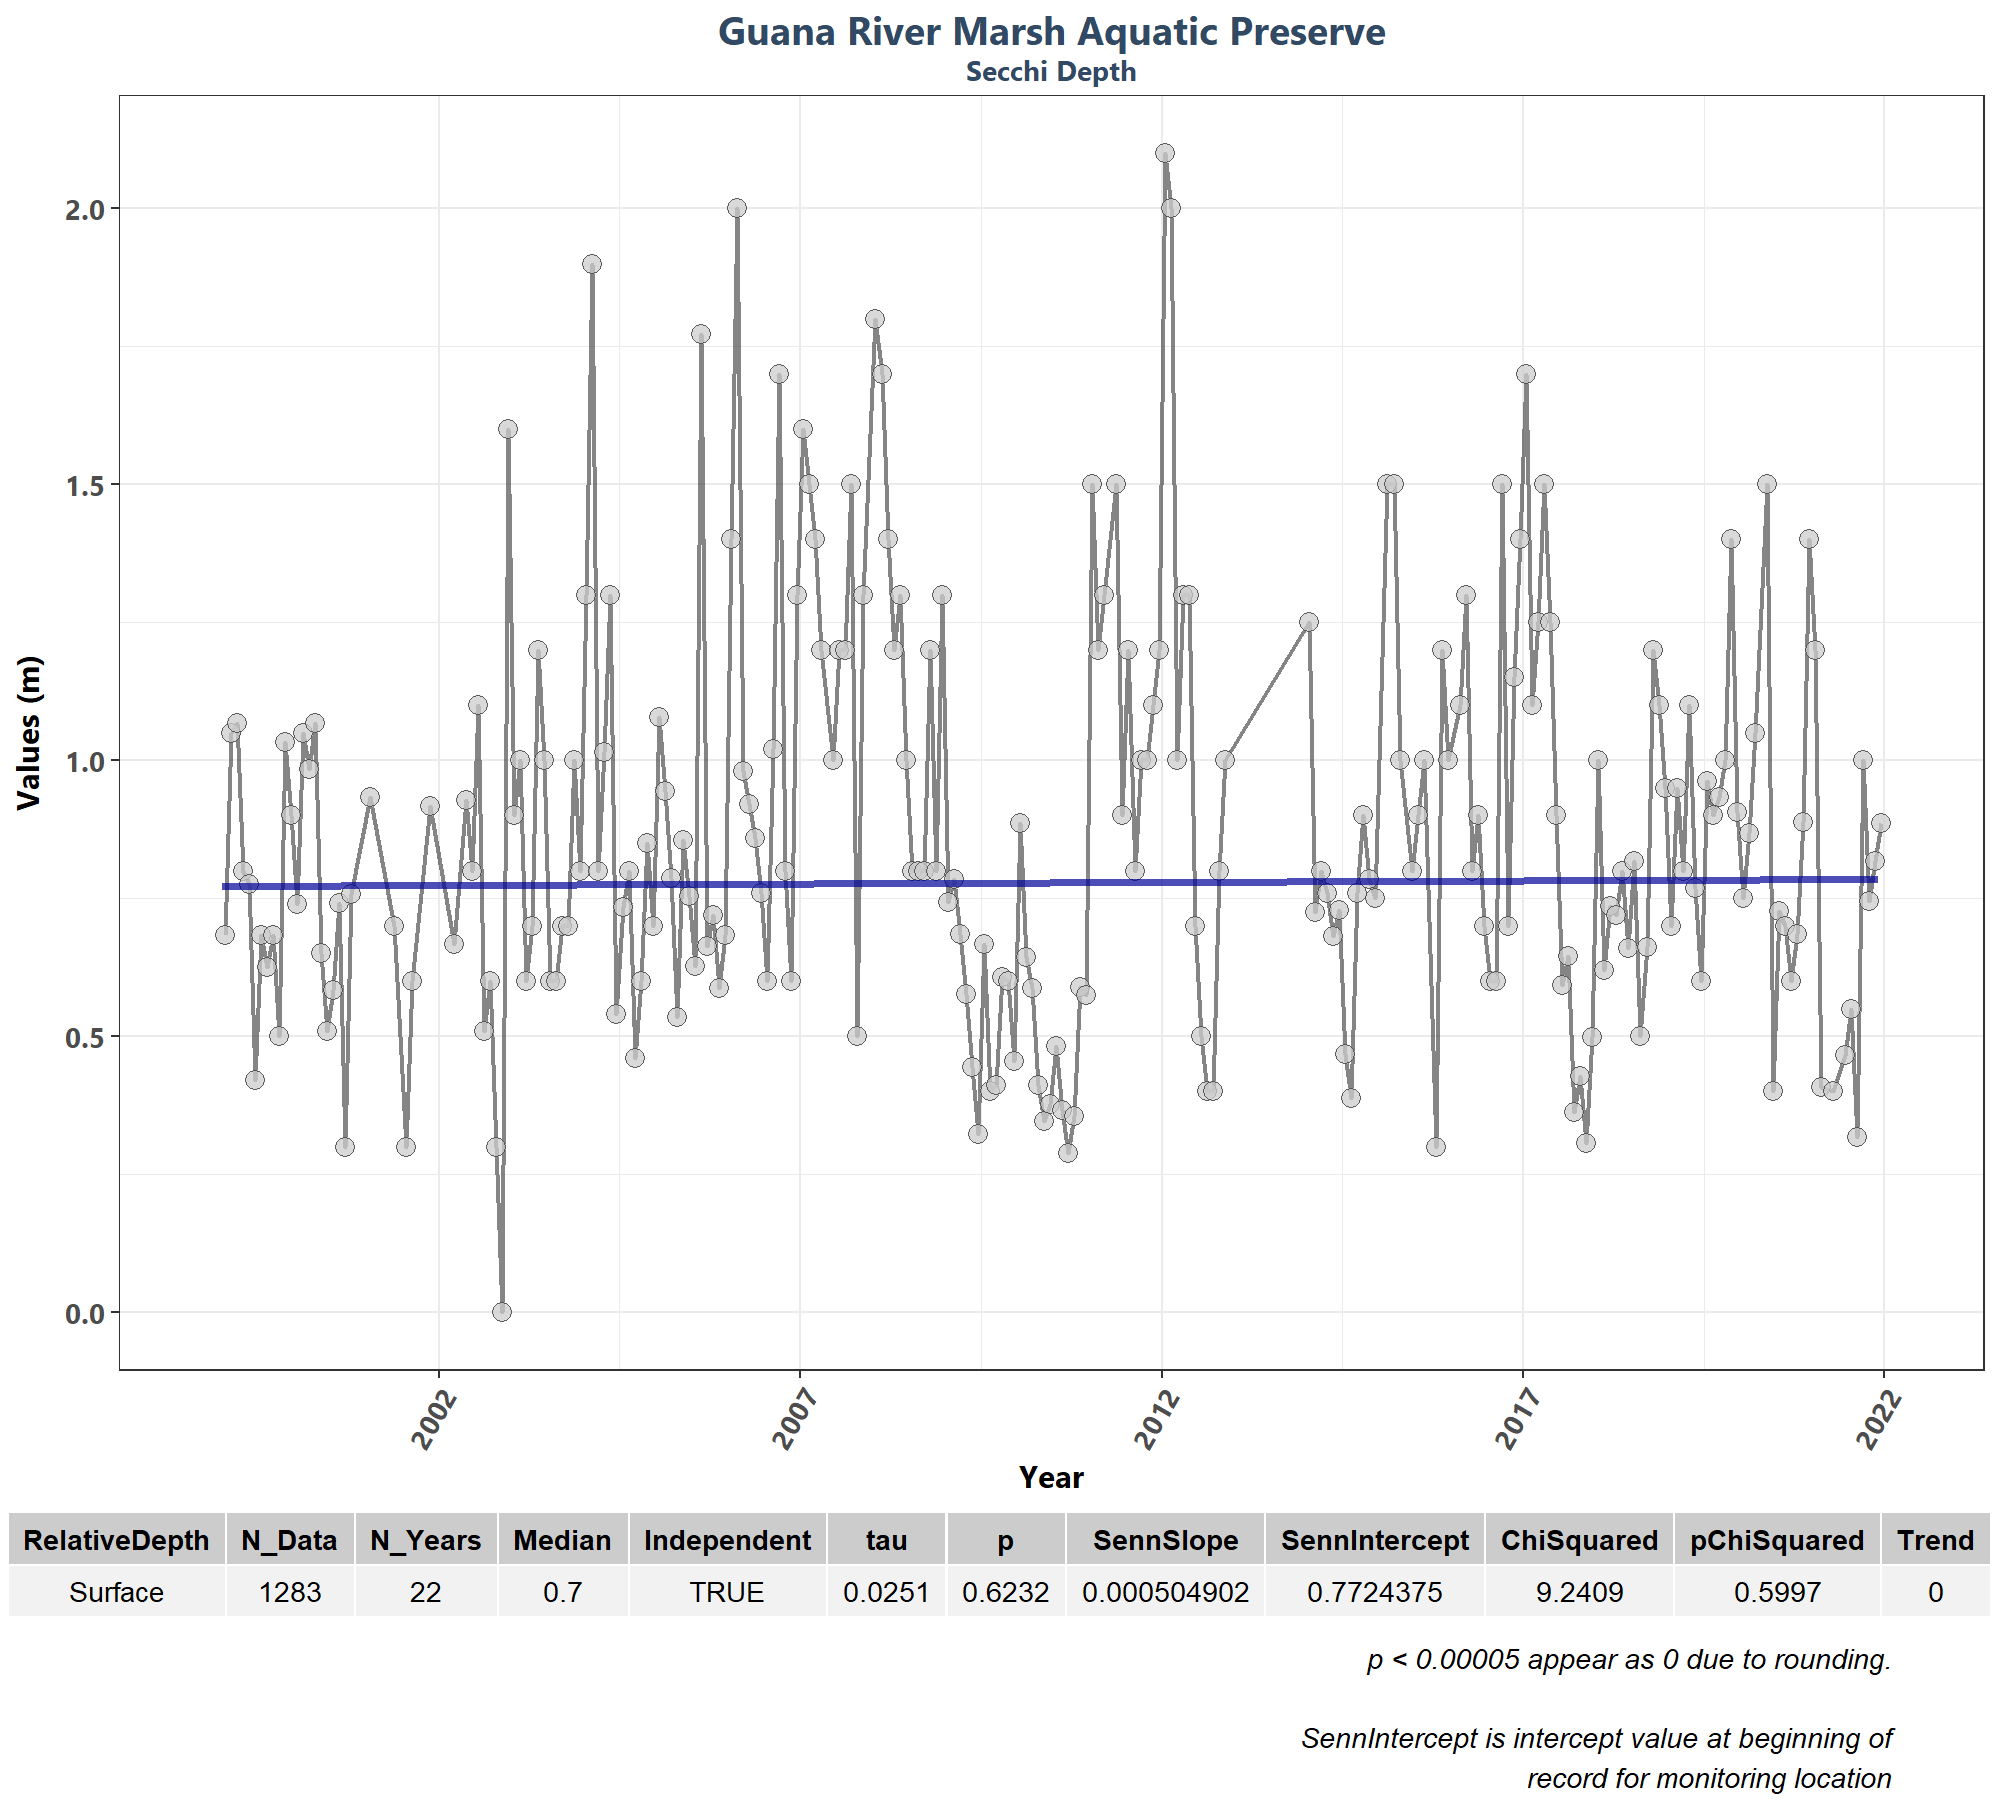 Guana River Marsh Aquatic Preserve
Secchi Depth
2.0
1.5
1.0
0.5
0.0
Values (m)
2002
2007
2012
2017
2022
Year
RelativeDepth N_Data N_Years Median Independent tau p SennSlope SennIntercept ChiSquared pChiSquared Trend
Surface 1283 22 0.7 TRUE 0.0251 0.6232 0.000504902 0.7724375 9.2409 0.5997 0
p < 0.00005 appear as 0 due to rounding.
SennIntercept is intercept value at beginning of
record for monitoring location